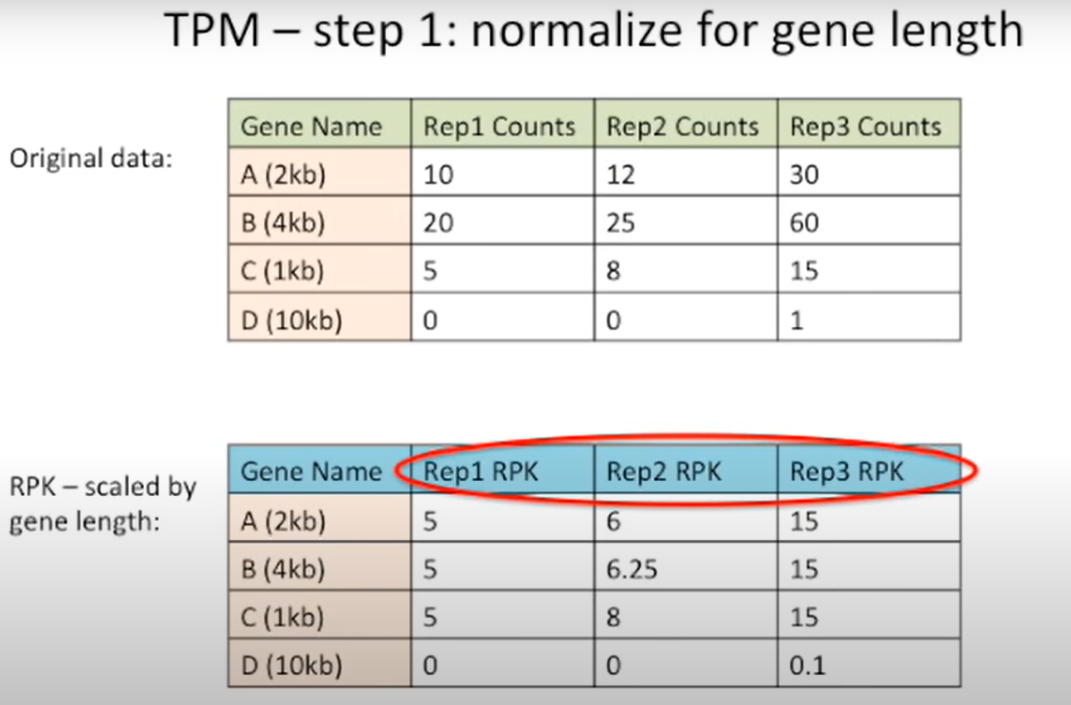 TPM – step 1: normalize for gene length
Original data:
Gene Name Rep1 Counts Rep2 Counts Rep3 Counts
A (2kb) 10 12 30
B (4kb) 20 25 60
C (1kb) 5 8 15
D (10kb) 0 0 1
RPK – scaled by
gene length:
Gene Name Rep1 RPK Rep2 RPK Rep3 RPK
A (2kb) 5 6 15
B (4kb) 5 6.25 15
C (1kb) 5 8 15
D (10kb) 0 0 0.1